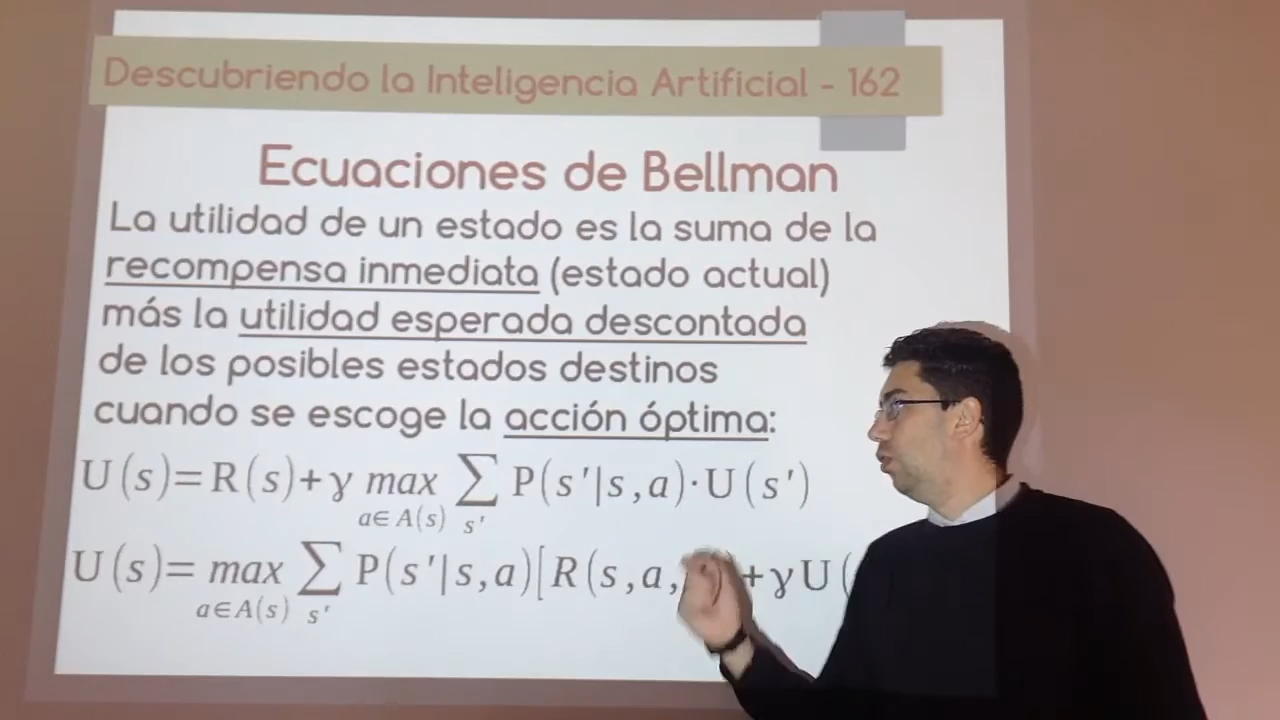 Descubriendo la Inteligencia Artificial - 162
Ecuaciones de Bellman
La utilidad de un estado es la suma de la
recompensa inmediata (estado actual)
más la utilidad esperada descontada
de los posibles estados destinos
cuando se escoge la acción óptima:
U(s)=R(s)+γ max ∑ P(s'|s,a)·U(s')
a∈A(s) s'
U(s)= max ∑ P(s'|s,a)[R(s,a, +γU(
a∈A(s) s'